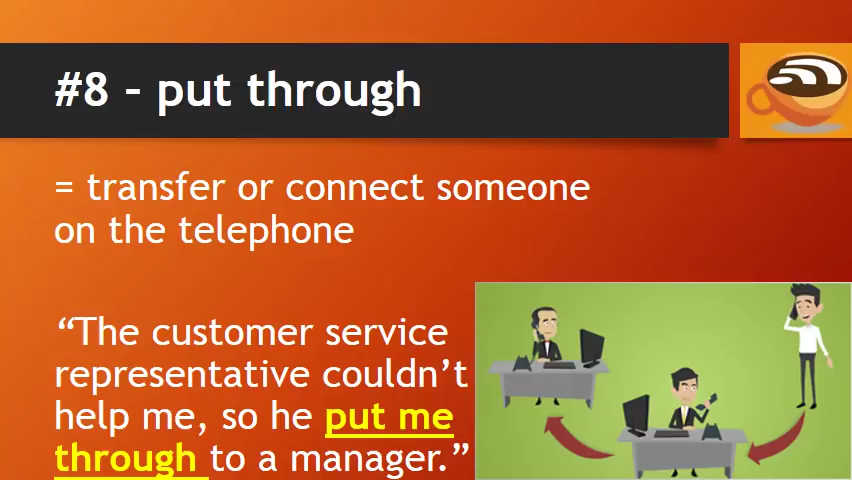 #8 – put through
= transfer or connect someone
on the telephone
“The customer service
representative couldn’t
help me, so he put me
through to a manager.”